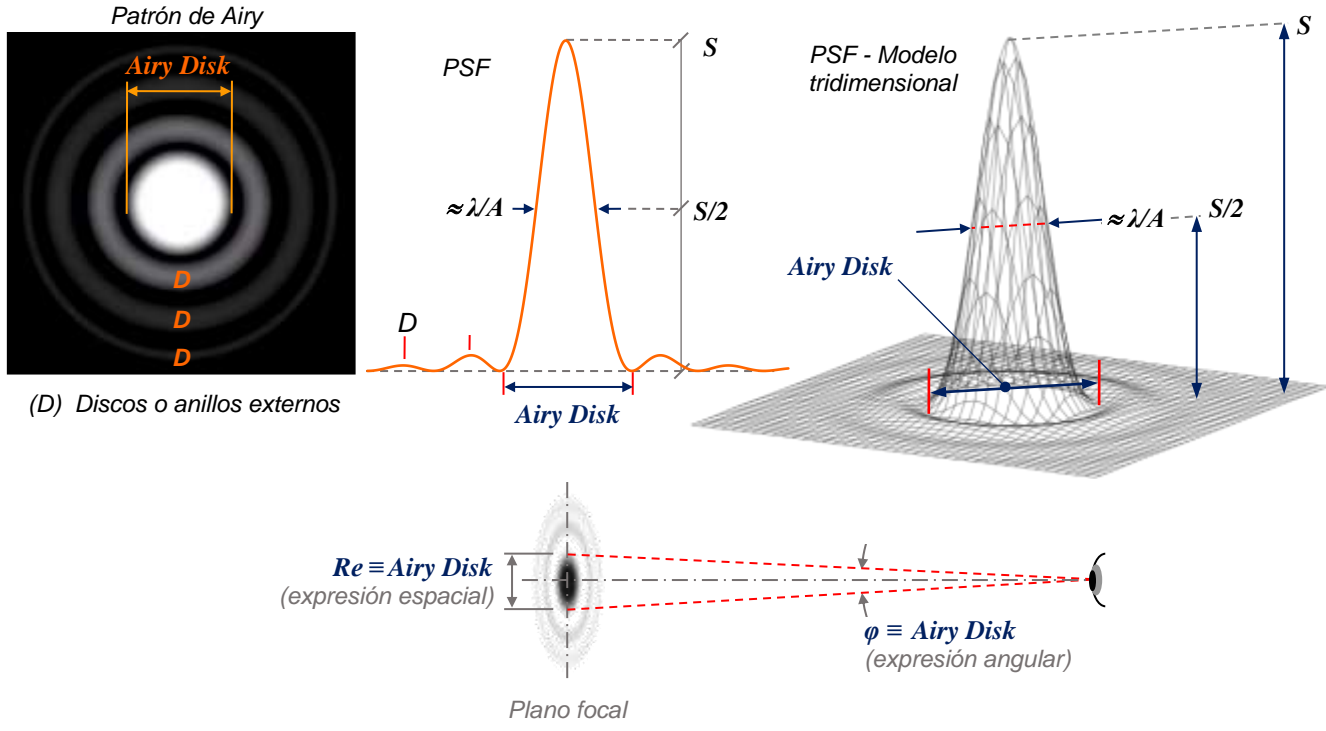 Patrón de Airy
Airy Disk
D
D
D
(D) Discos o anillos externos
PSF
S
≈λ/A
S/2
D
Airy Disk
PSF - Modelo
tridimensional
S
≈λ/A
S/2
Airy Disk
Re ≡ Airy Disk
(expresión espacial)
φ ≡ Airy Disk
(expresión angular)
Plano focal